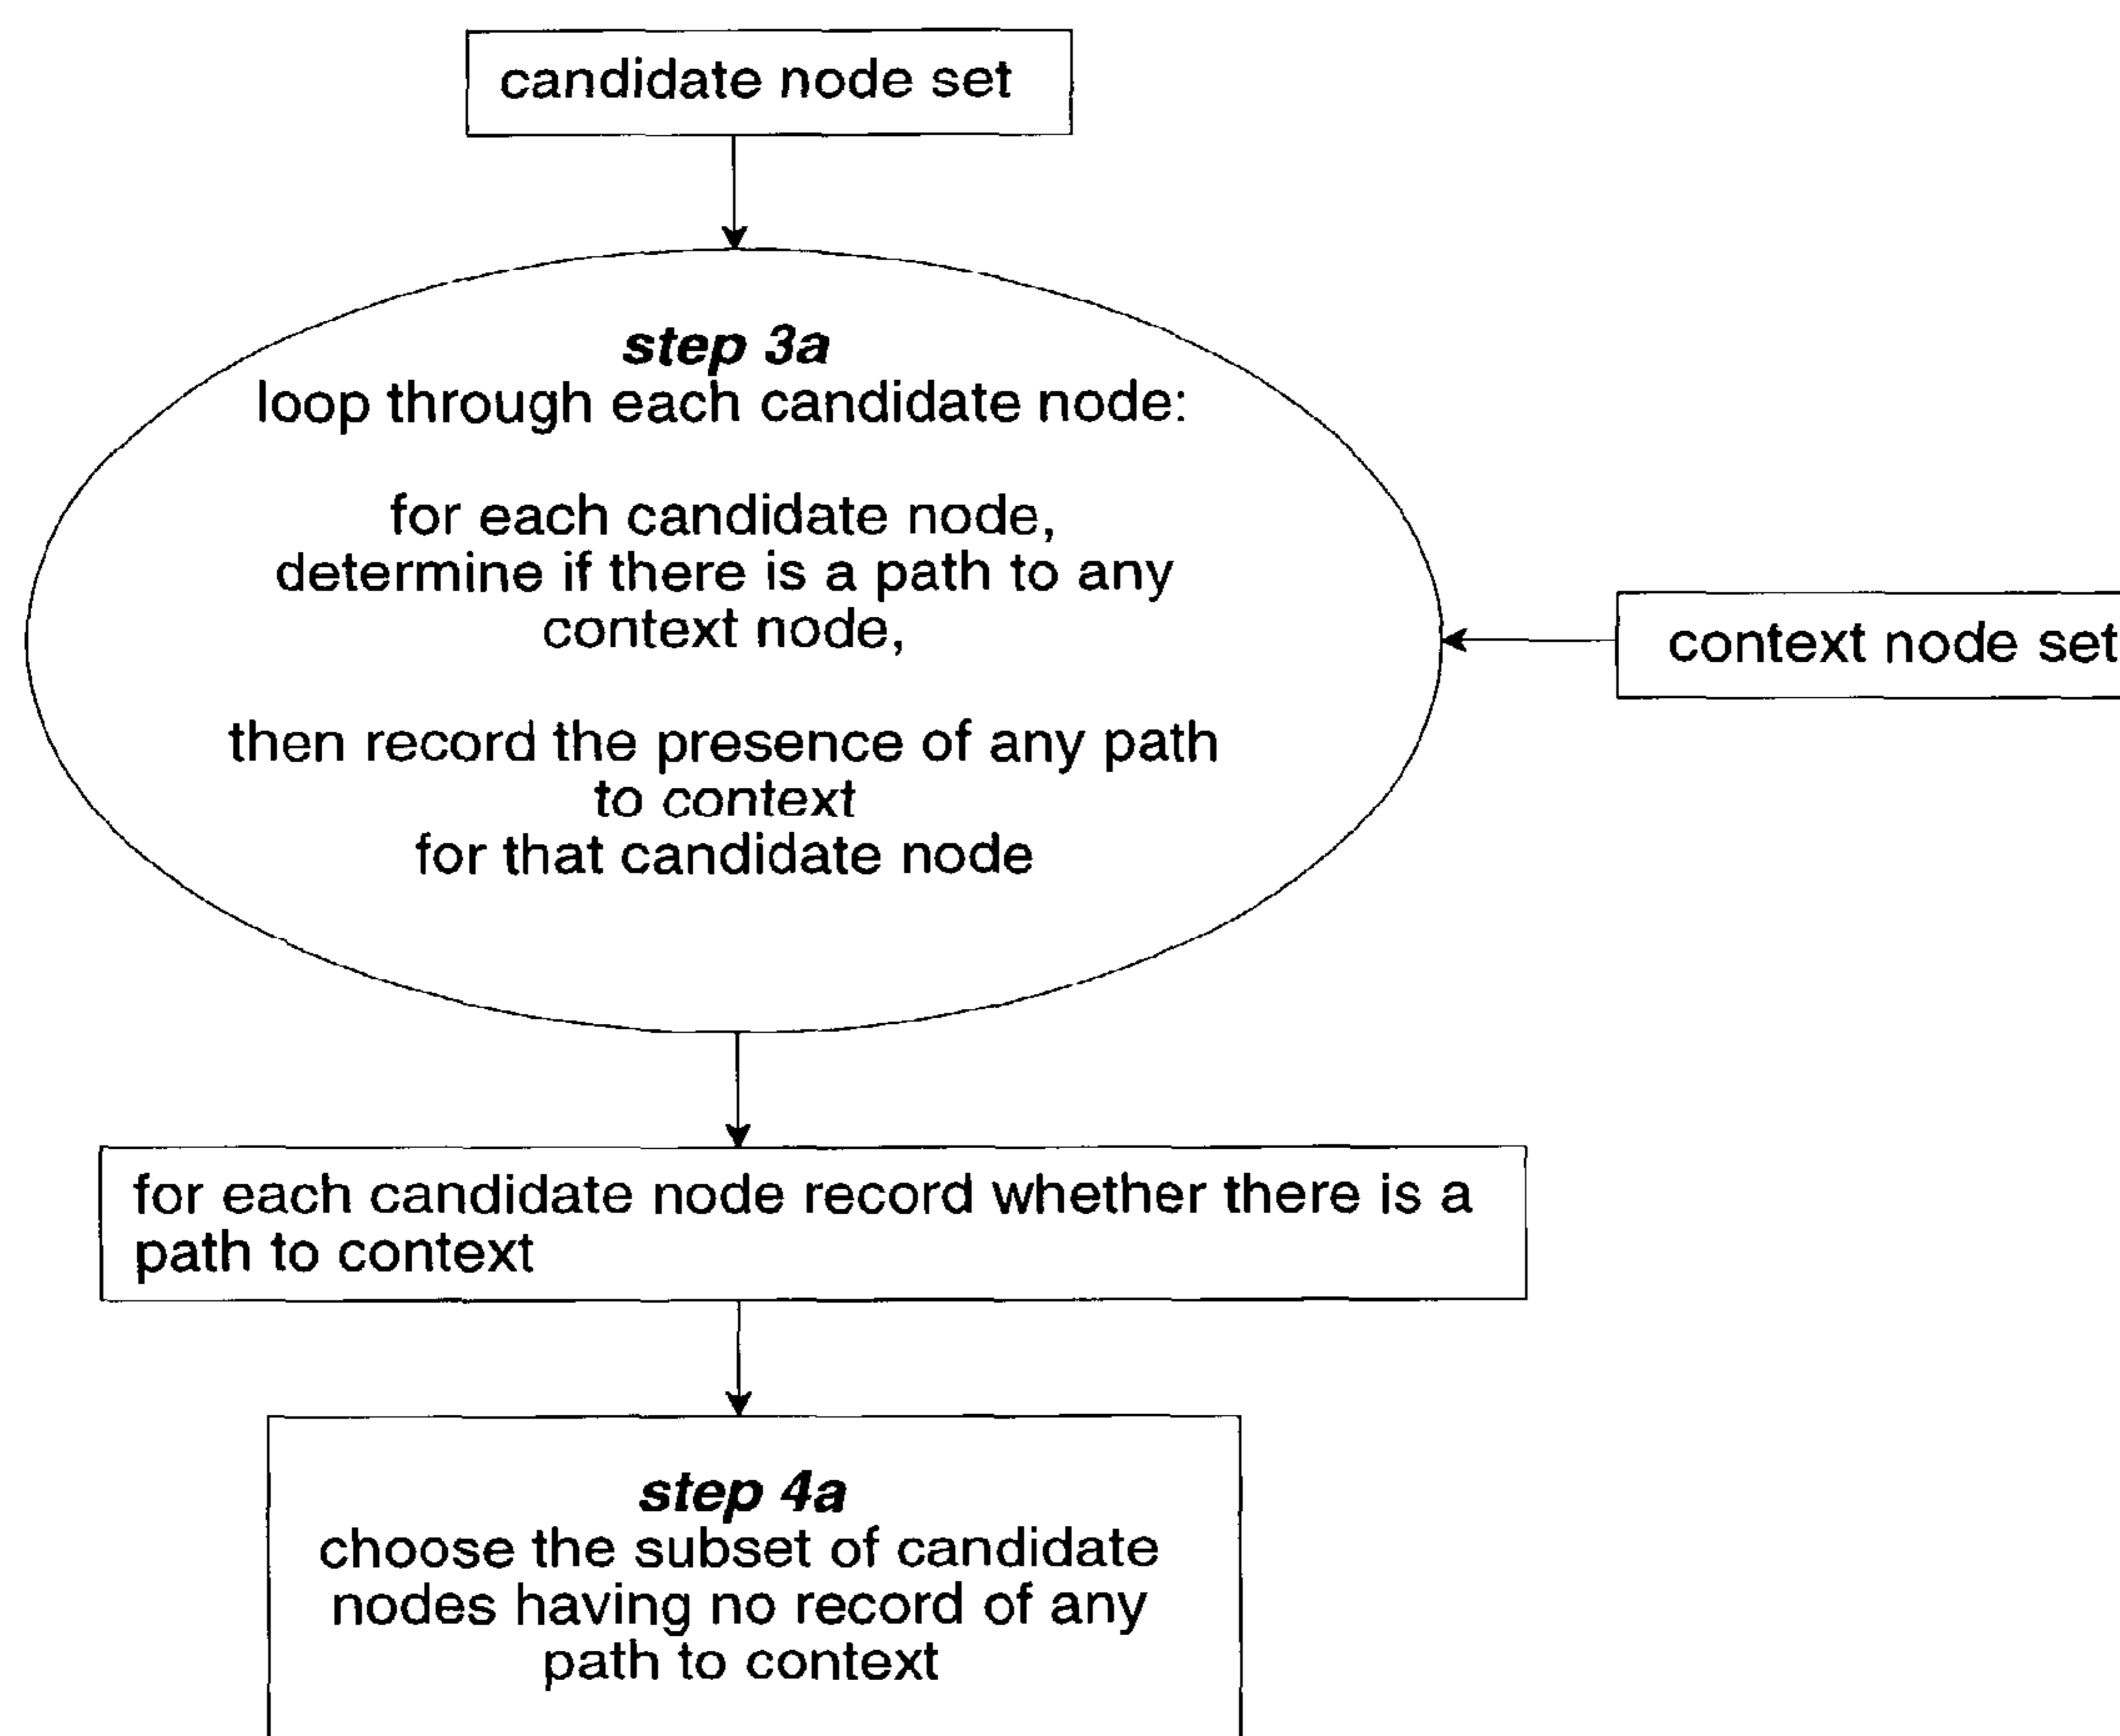 candidate node set
step 3a
loop through each candidate node:
for each candidate node,
determine if there is a path to any
context node,
then record the presence of any path
to context
for that candidate node
context node set
for each candidate node record whether there is a
path to context
step 4a
choose the subset of candidate
nodes having no record of any
path to context